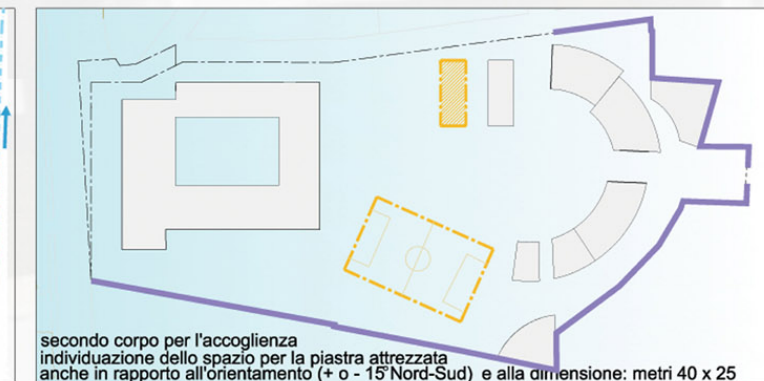 secondo corpo per l'accoglienza
individuazione dello spazio per la piastra attrezzata
anche in rapporto all'orientamento (+ o - 15°Nord-Sud) e alla dimensione: metri 40 x 25